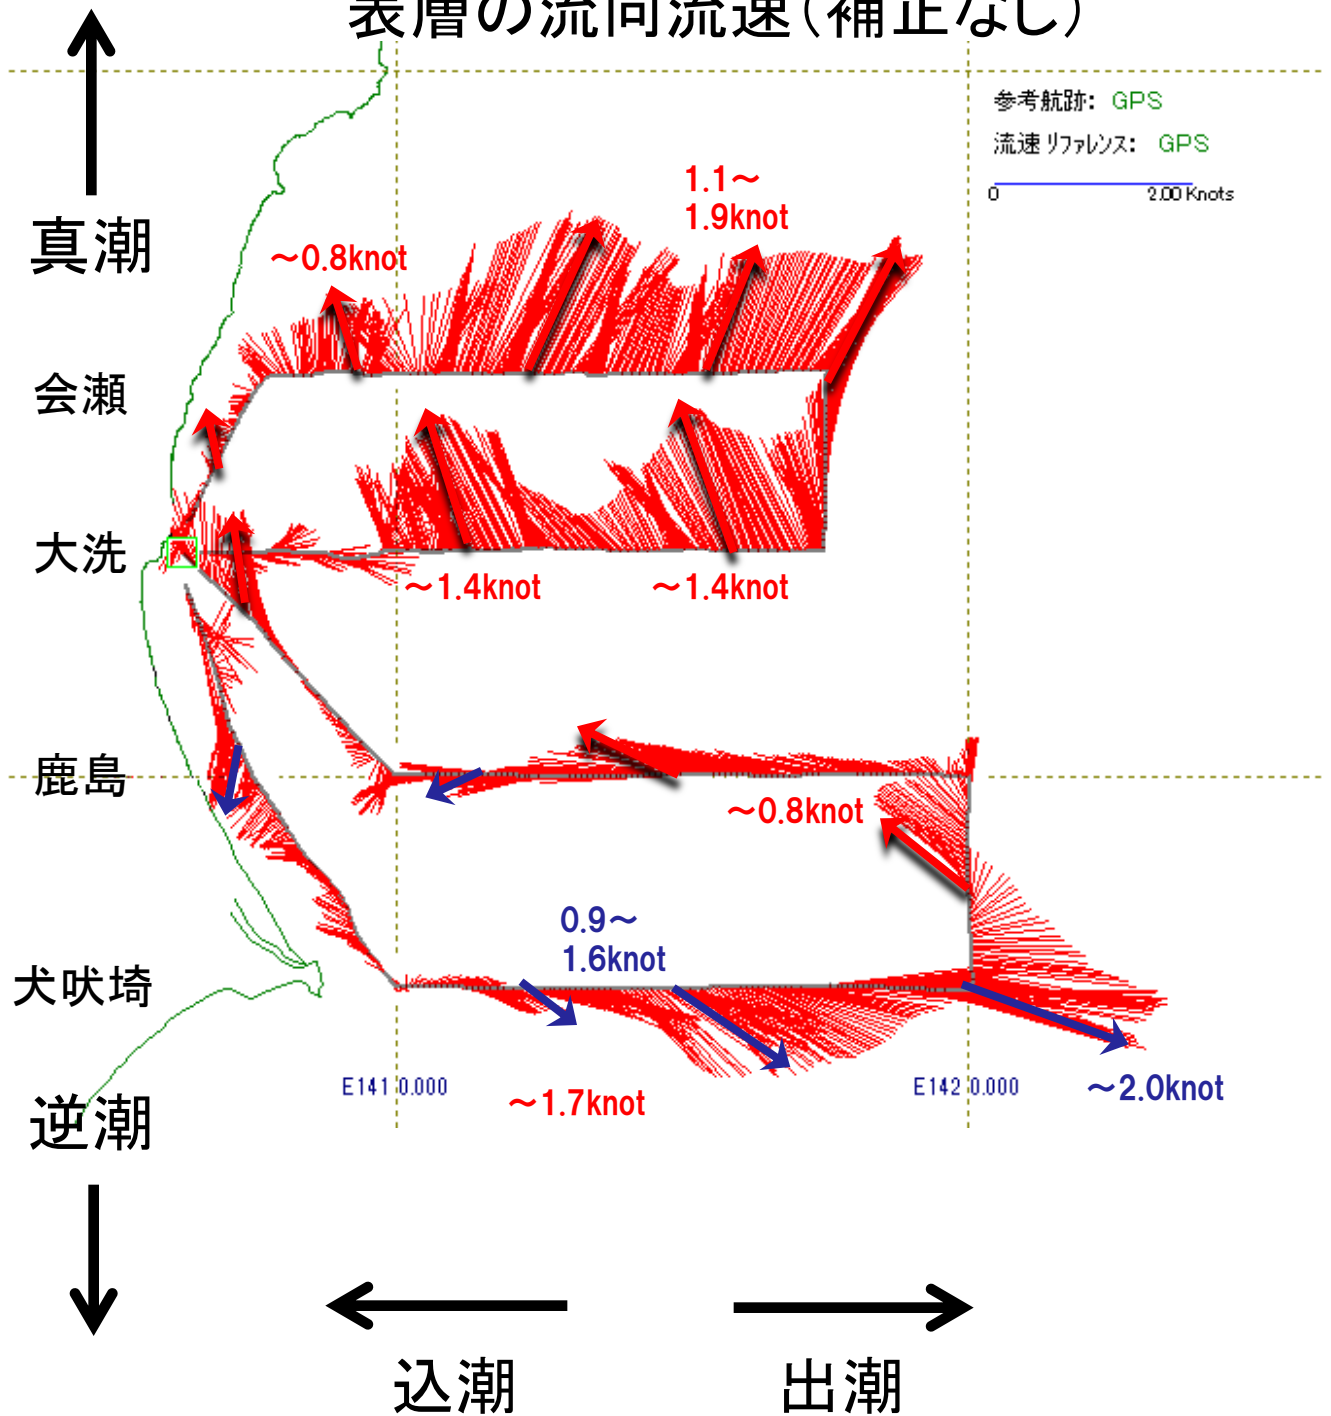 表層の流向流速(補正なし)
参考航跡: GPS
流速リファレンス: GPS
0 2.00 Knots
真潮
1.1~
1.9knot
~0.8knot
会瀬
大洗
~1.4knot
~1.4knot
鹿島
~0.8knot
0.9~
1.6knot
犬吠埼
E141 0.000
E142 0.000
~2.0knot
~1.7knot
逆潮
込潮
出潮